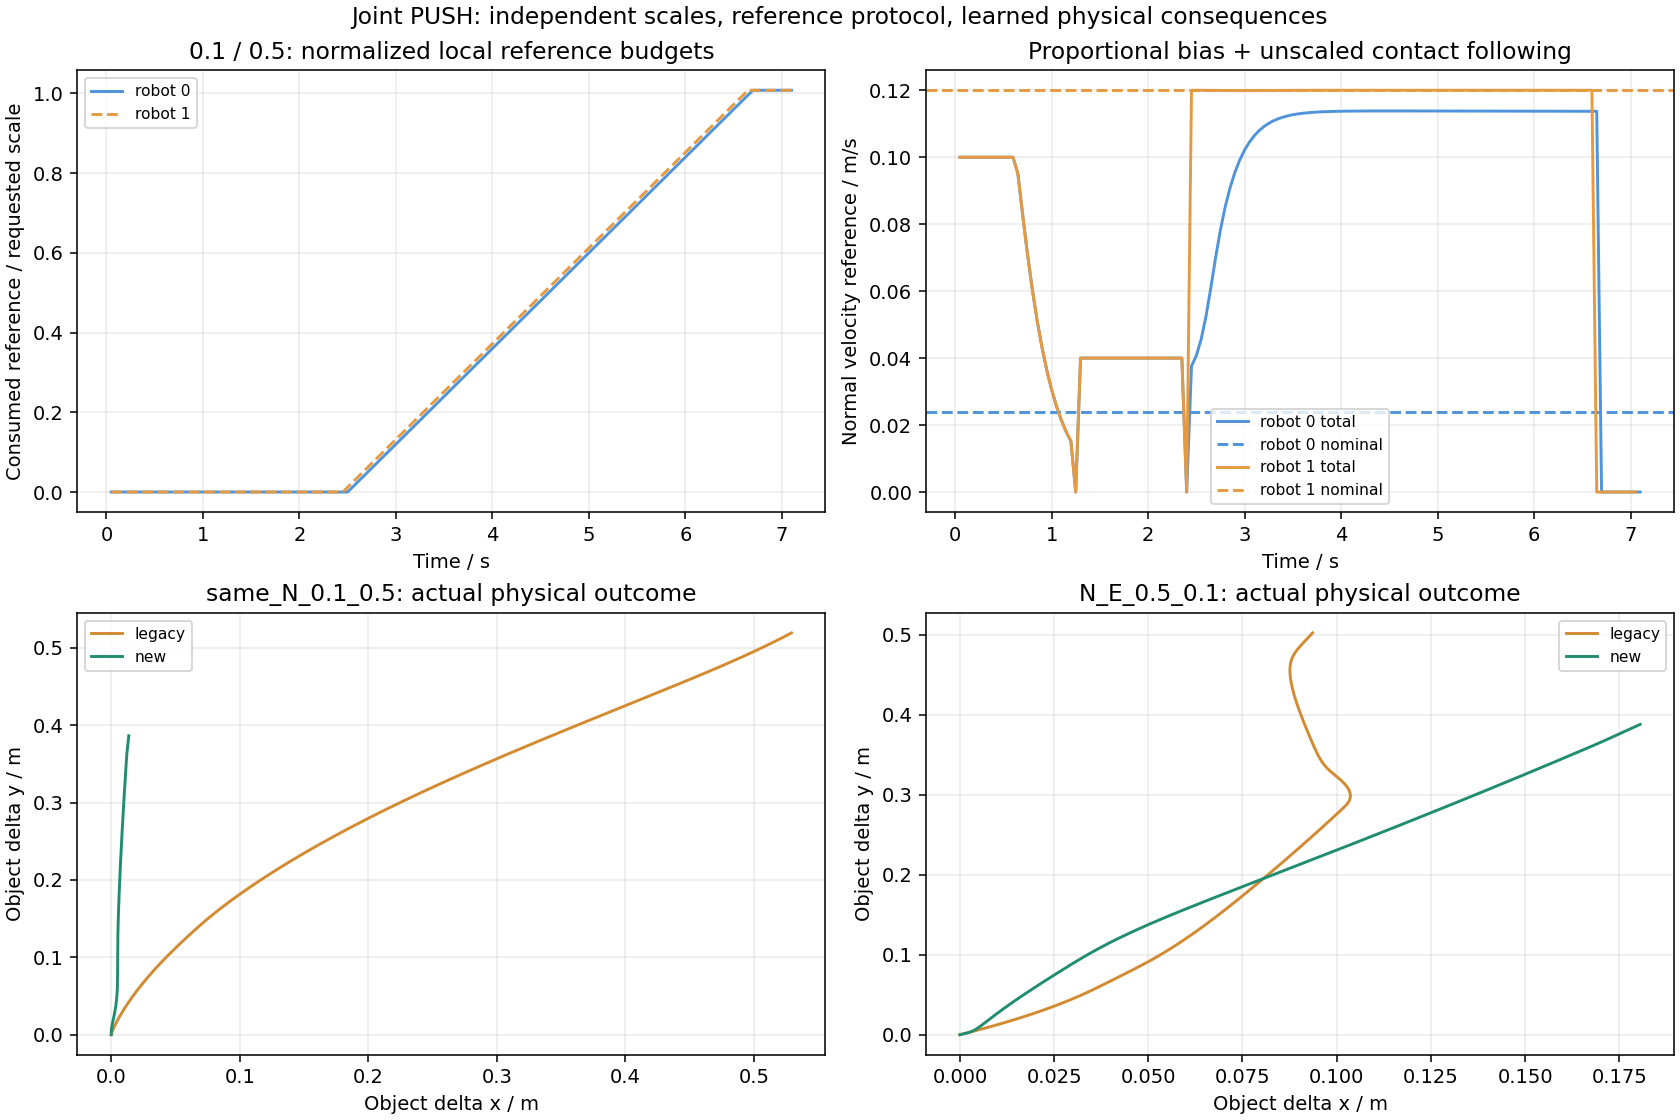 Joint PUSH: independent scales, reference protocol, learned physical consequences
0.1 / 0.5: normalized local reference budgets
Consumed reference / requested scale
1.0
0.8
0.6
0.4
0.2
0.0
robot 0
robot 1
0 1 2 3 4 5 6 7
Time / s
Proportional bias + unscaled contact following
Normal velocity reference / m/s
0.12
0.10
0.08
0.06
0.04
0.02
0.00
robot 0 total
robot 0 nominal
robot 1 total
robot 1 nominal
0 1 2 3 4 5 6 7
Time / s
same_N_0.1_0.5: actual physical outcome
Object delta y / m
0.5
0.4
0.3
0.2
0.1
0.0
legacy
new
0.0 0.1 0.2 0.3 0.4 0.5
Object delta x / m
N_E_0.5_0.1: actual physical outcome
Object delta y / m
0.5
0.4
0.3
0.2
0.1
0.0
legacy
new
0.000 0.025 0.050 0.075 0.100 0.125 0.150 0.175
Object delta x / m